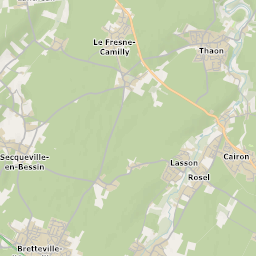 Le Fresne-
Camilly
Thaon
Secqueville-
en-Bessin
Lasson
Cairon
Rosel
Bretteville